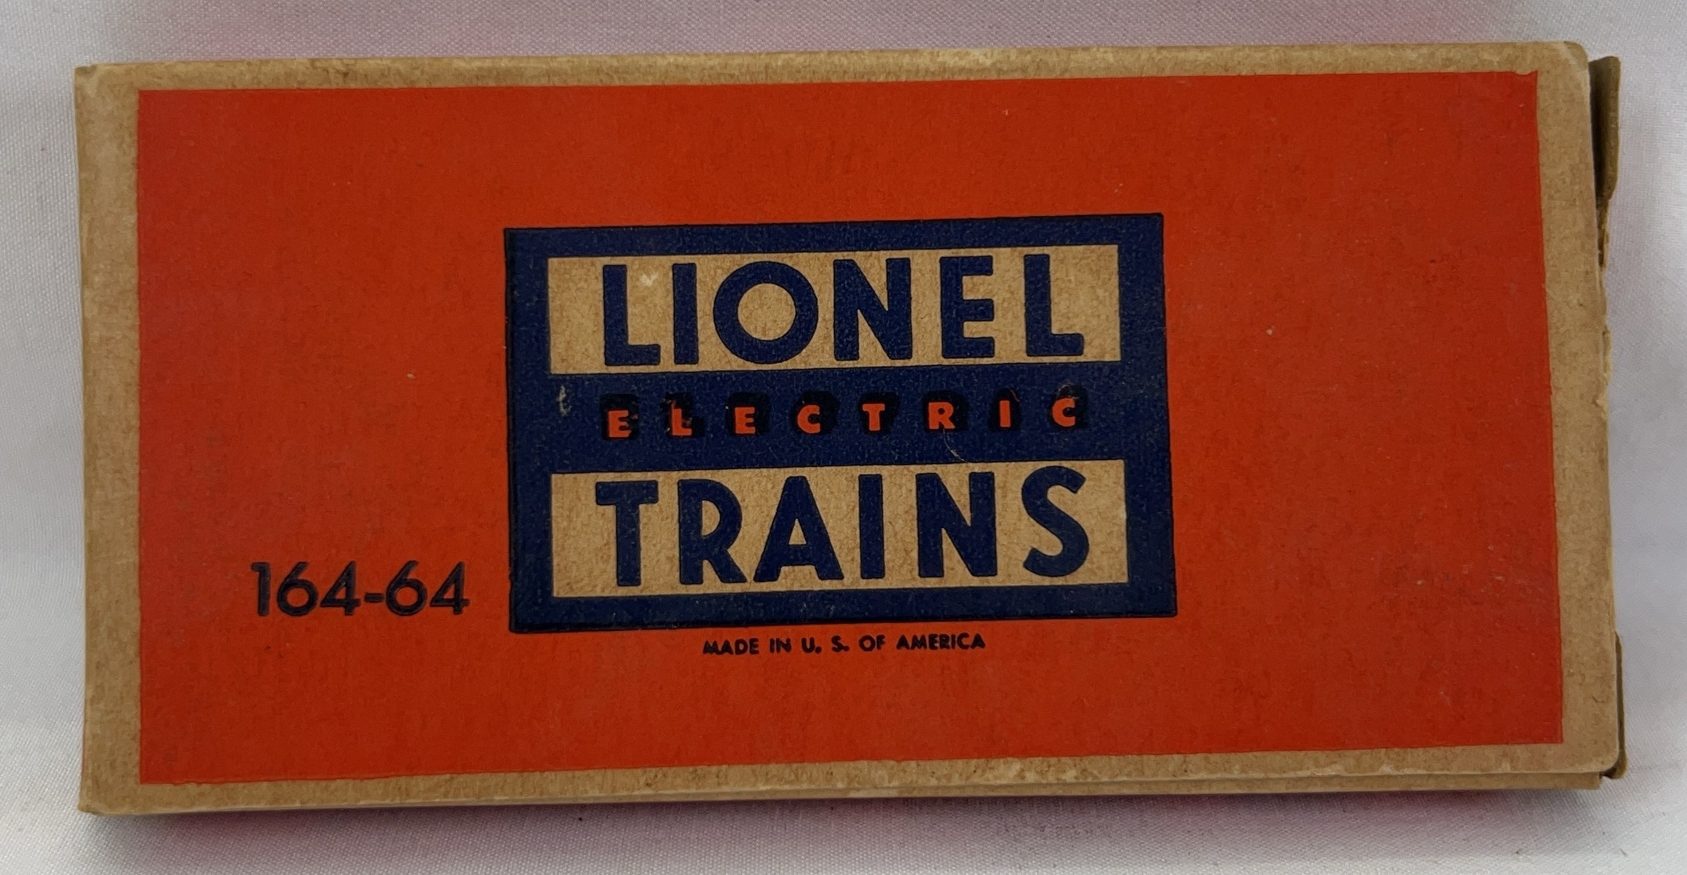 LIONEL
ELECTRIC
TRAINS
164-64
MADE IN U. S. OF AMERICA